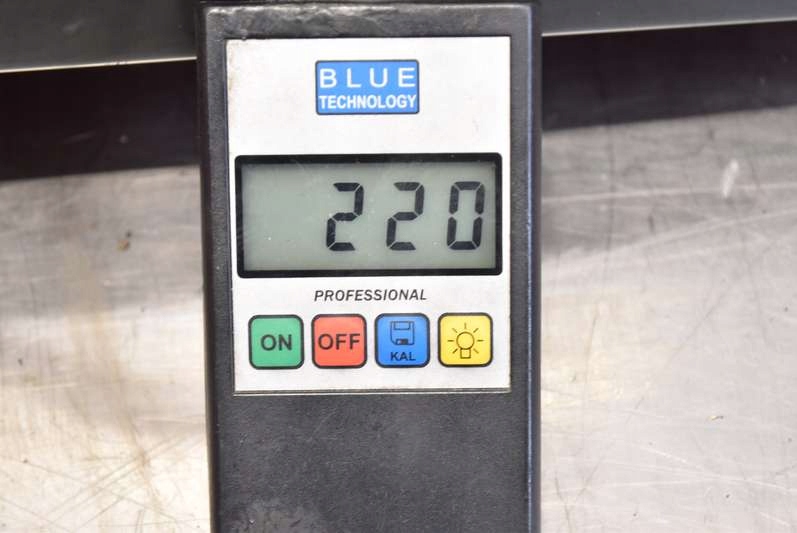 BLUE
TECHNOLOGY
220
PROFESSIONAL
ON OFF KAL